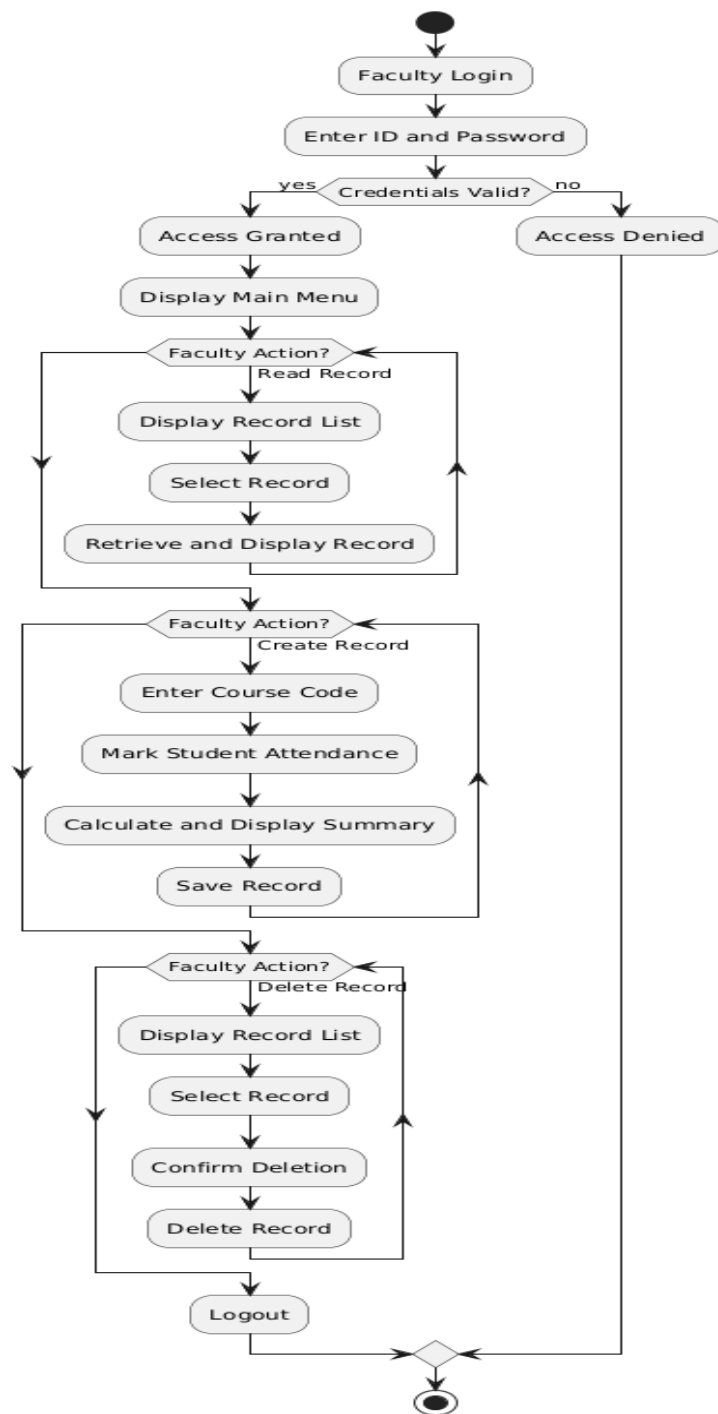 Faculty Login
Enter ID and Password
yes
Credentials Valid?
no
Access Granted
Access Denied
Display Main Menu
Faculty Action?
Read Record
Display Record List
Select Record
Retrieve and Display Record
Faculty Action?
Create Record
Enter Course Code
Mark Student Attendance
Calculate and Display Summary
Save Record
Faculty Action?
Delete Record
Display Record List
Select Record
Confirm Deletion
Delete Record
Logout